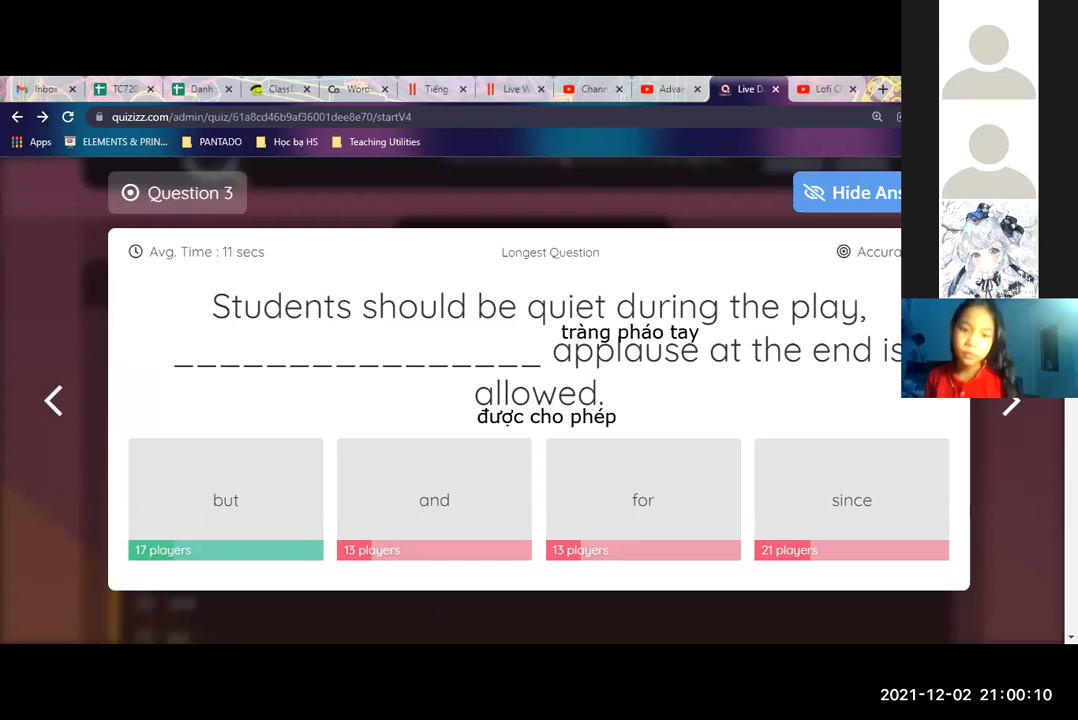 Inbox TC720 Danh ClassI Word: Tiếng Live W Chann Advar Live D Lofi C
quizizz.com/admin/quiz/61a8cd46b9af36001dee8e70/startV4
Apps ELEMENTS & PRIN... PANTADO Học bạ HS Teaching Utilities
Question 3
Hide Ans
Avg. Time : 11 secs
Longest Question
Accura
Students should be quiet during the play,
tràng pháo tay
________________ applause at the end is
allowed.
được cho phép
but
and
for
since
17 players
13 players
13 players
21 players
2021-12-02 21:00:10